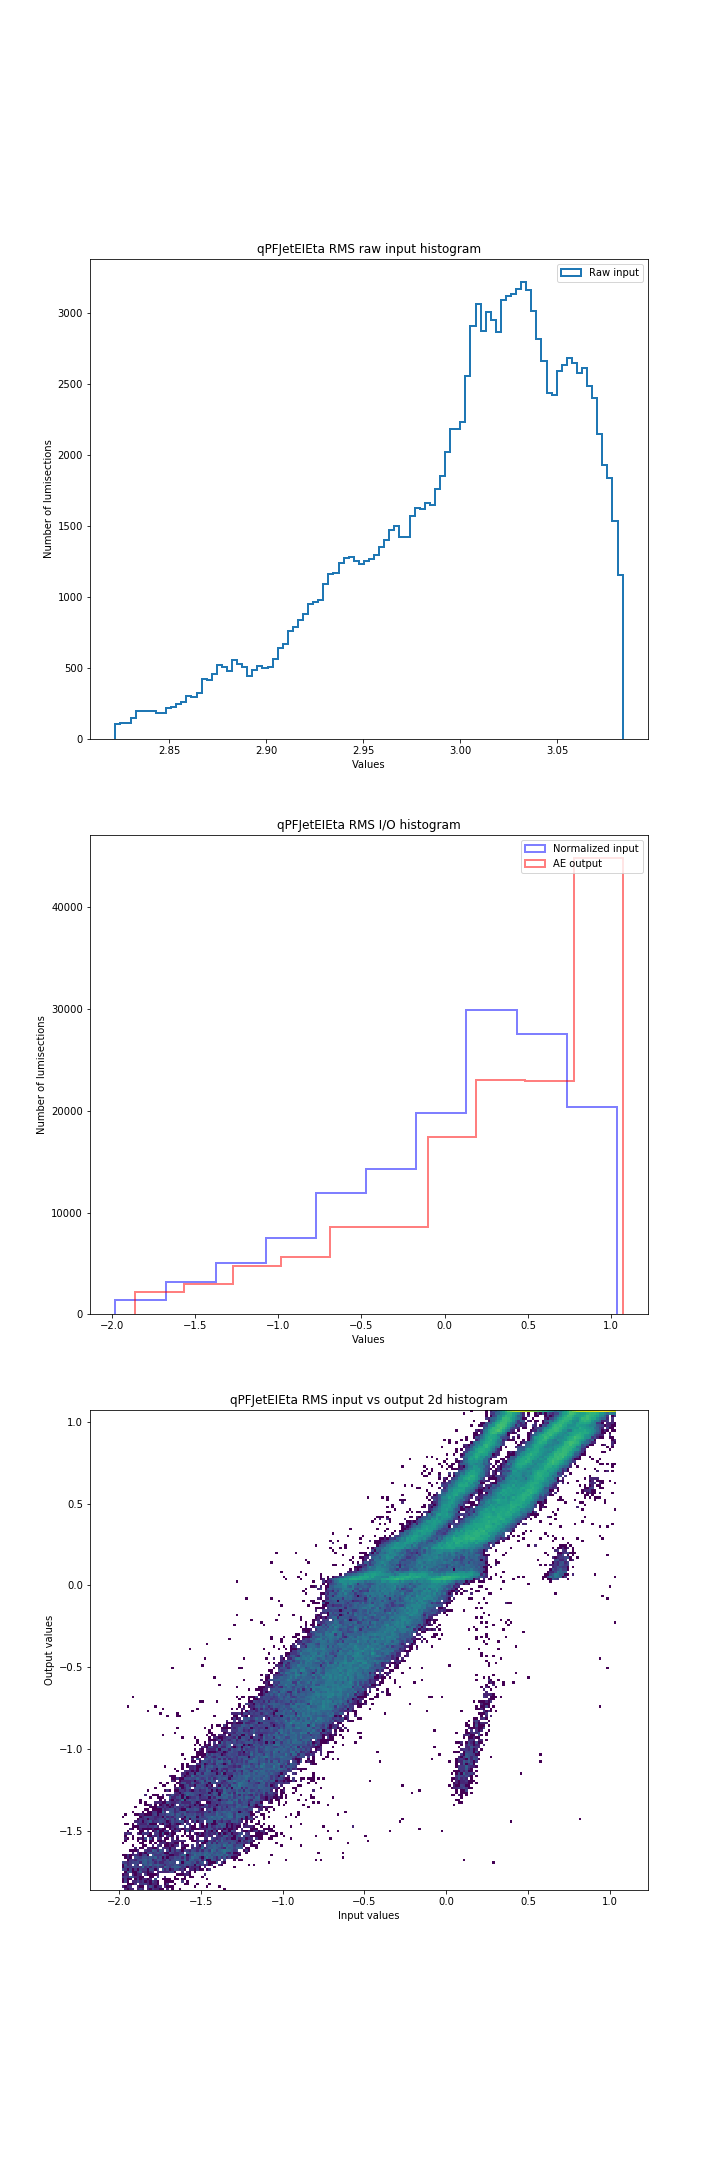 qPFJetEIEta RMS raw input histogram
Raw input
3000
2500
2000
1500
1000
500
0
Number of lumisections
2.85 2.90 2.95 3.00 3.05
Values
qPFJetEIEta RMS I/O histogram
Normalized input
AE output
40000
30000
20000
10000
0
Number of lumisections
−2.0 −1.5 −1.0 −0.5 0.0 0.5 1.0
Values
qPFJetEIEta RMS input vs output 2d histogram
1.0
0.5
0.0
−0.5
−1.0
−1.5
Output values
−2.0 −1.5 −1.0 −0.5 0.0 0.5 1.0
Input values